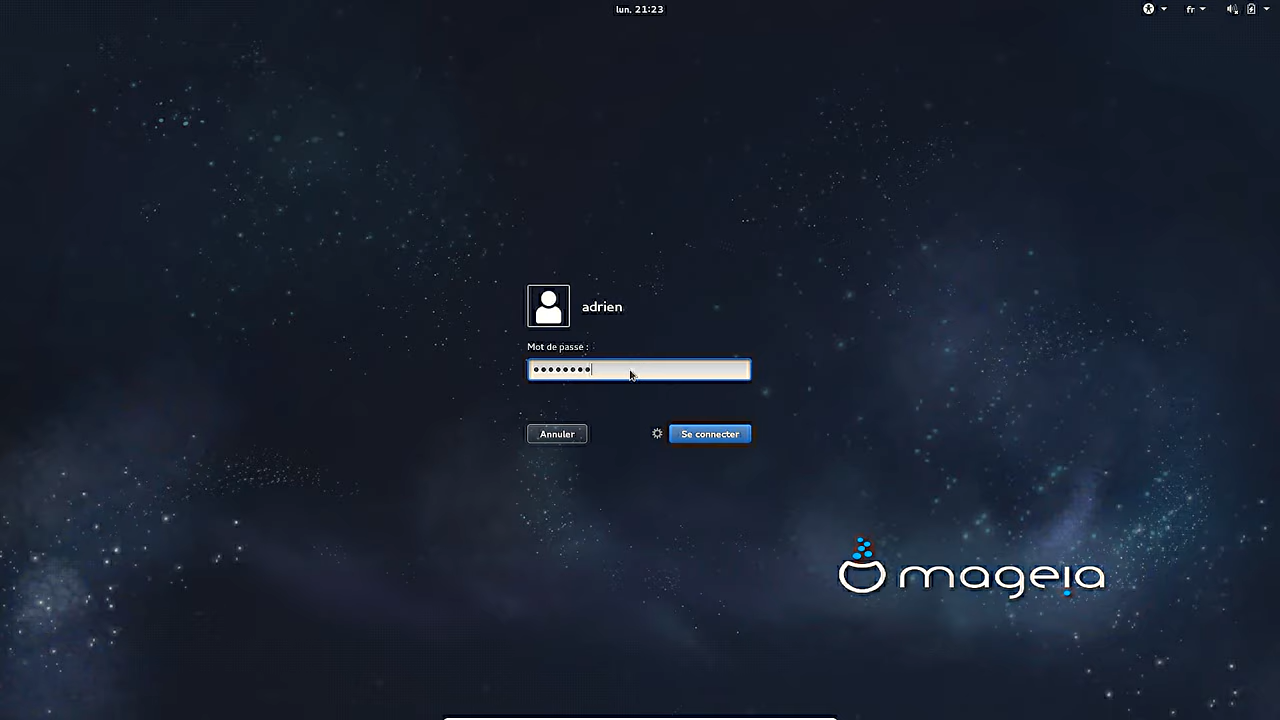 lun. 21:23
fr
adrien
Mot de passe :
Annuler
Se connecter
mageia